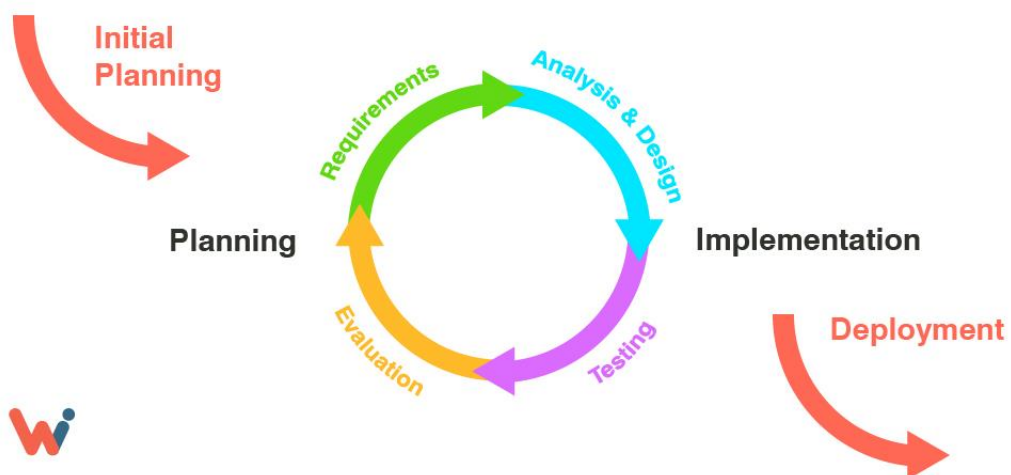 Initial
Planning
Requirements
Analysis & Design
Planning
Implementation
Evaluation
Testing
Deployment